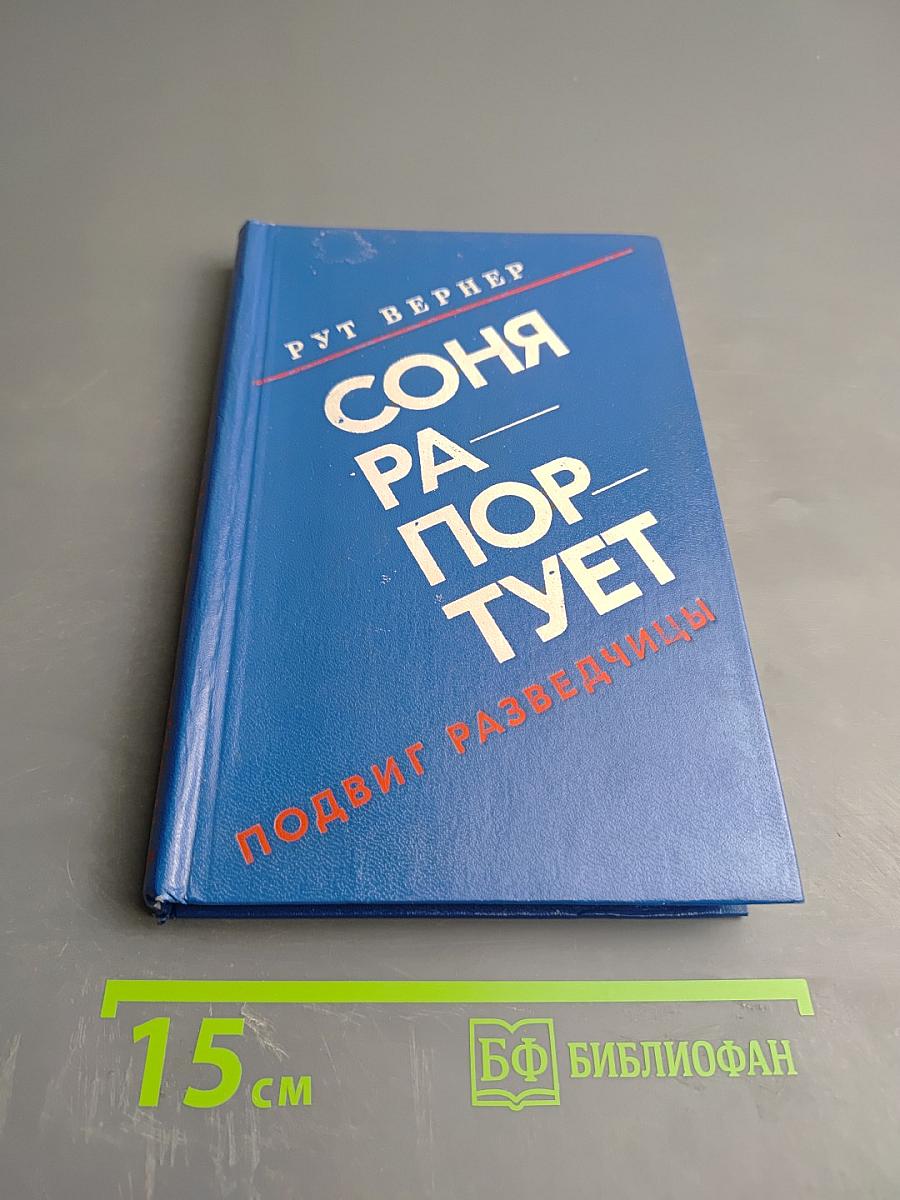 РУТ ВЕРНЕР
СОНЯ
РА—
ПОР—
ТУЕТ
ПОДВИГ РАЗВЕДЧИЦЫ
15 см
БФ БИБЛИОФАН